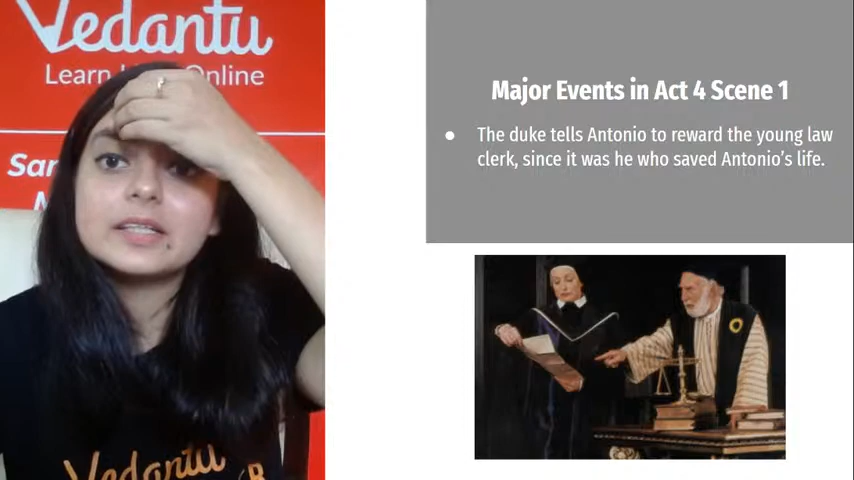 Vedantu
Learn Online
San
Major Events in Act 4 Scene 1
● The duke tells Antonio to reward the young law
clerk, since it was he who saved Antonio's life.
Vedantu